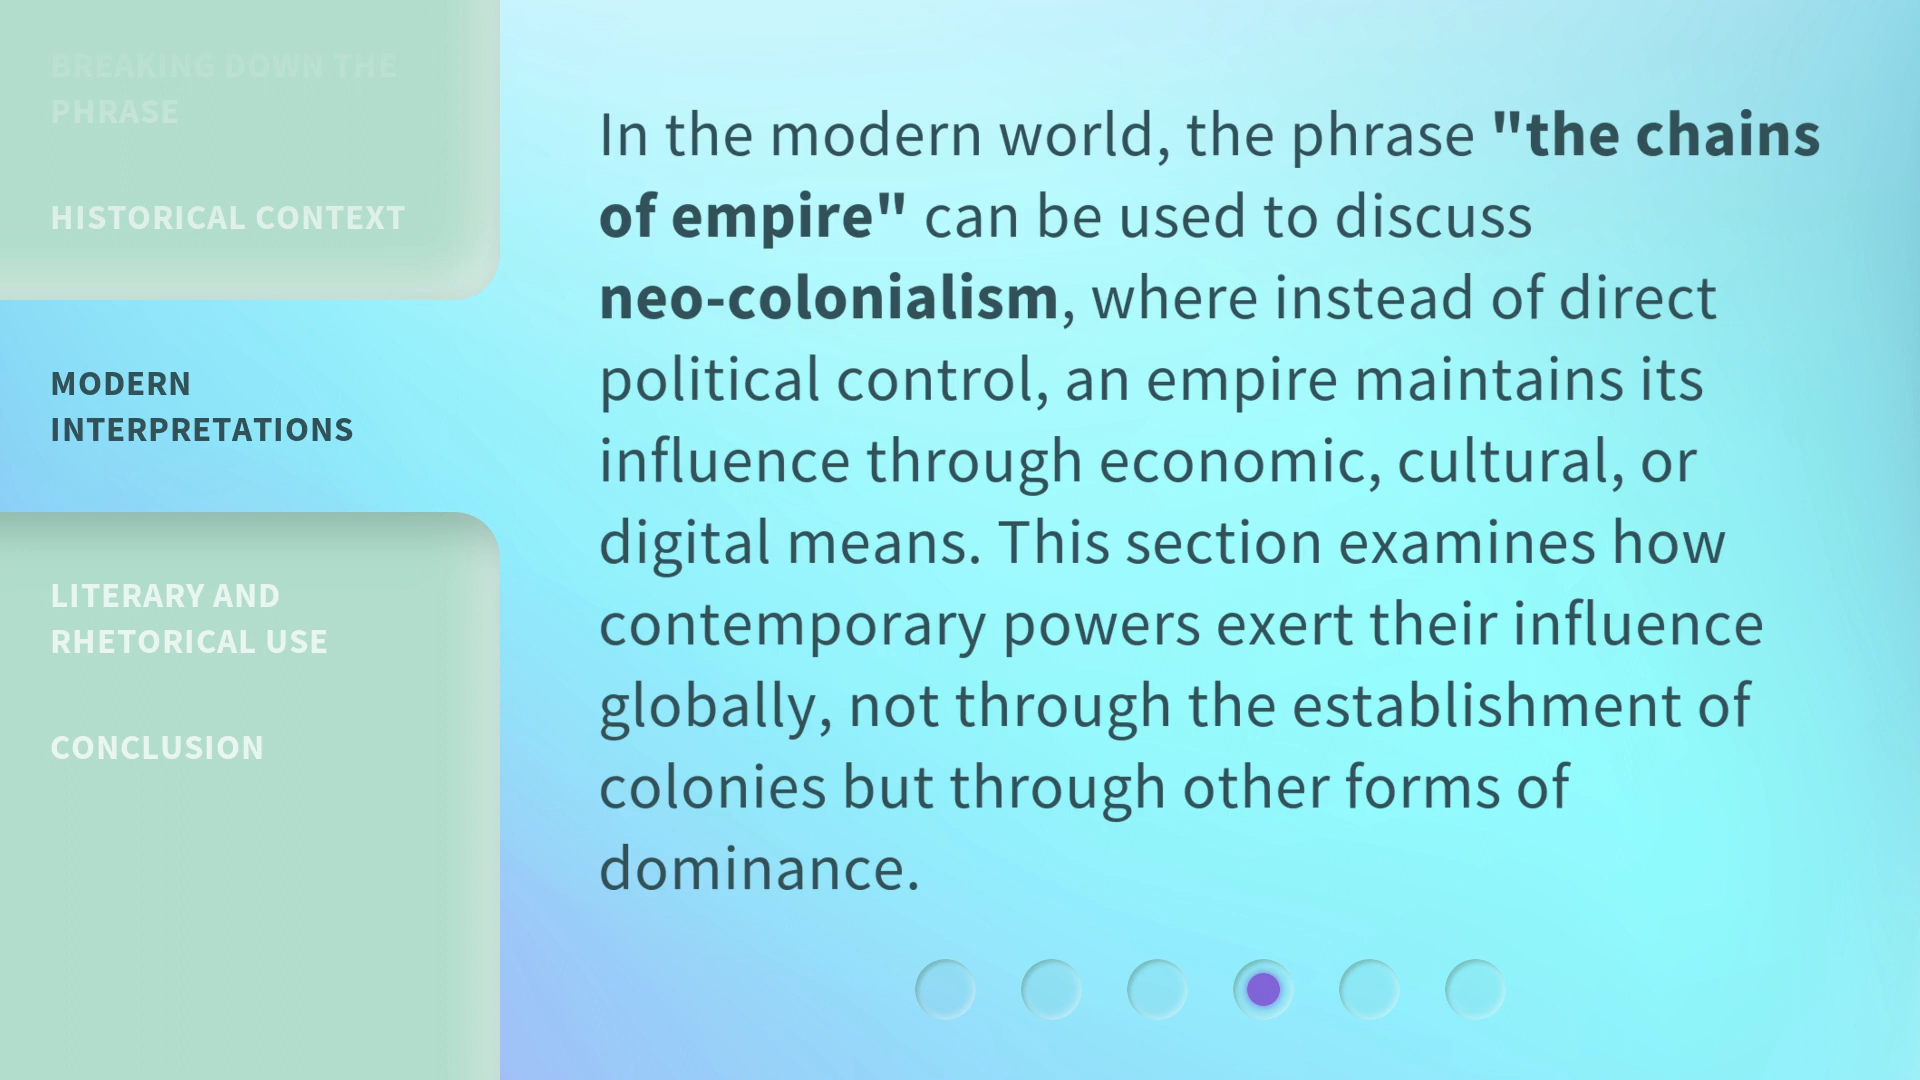 BREAKING DOWN THE
PHRASE
HISTORICAL CONTEXT
MODERN
INTERPRETATIONS
LITERARY AND
RHETORICAL USE
CONCLUSION
In the modern world, the phrase "the chains
of empire" can be used to discuss
neo-colonialism, where instead of direct
political control, an empire maintains its
influence through economic, cultural, or
digital means. This section examines how
contemporary powers exert their influence
globally, not through the establishment of
colonies but through other forms of
dominance.